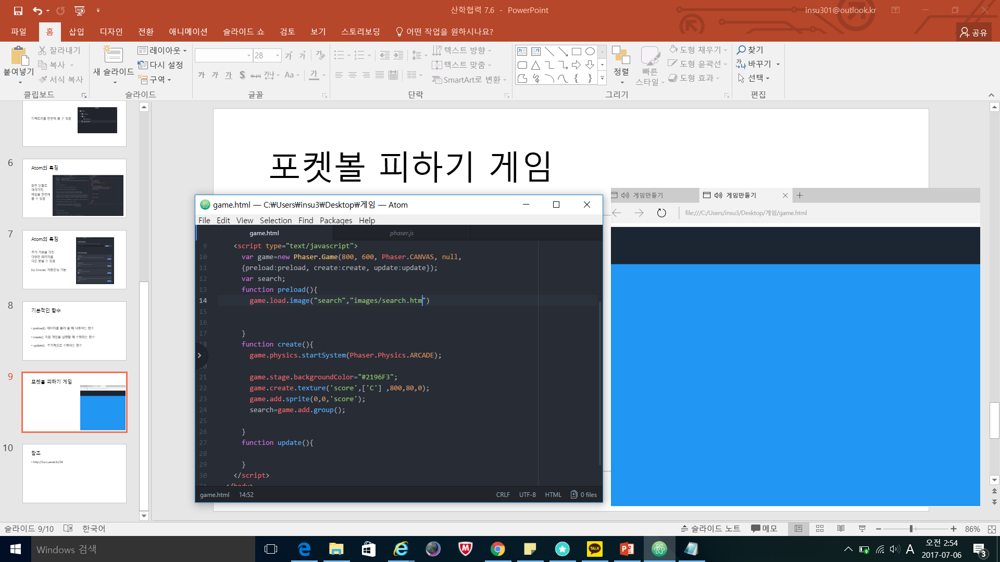 산학협력 7.6 - PowerPoint
insu301@outlook.kr
파일 홈 삽입 디자인 전환 애니메이션 슬라이드 쇼 검토 보기 스토리보딩 어떤 작업을 원하시나요? 공유
붙여넣기
잘라내기
복사
서식 복사
클립보드
새 슬라이드
레이아웃
다시 설정
구역
슬라이드
28
가 가 가 S abc 간나 Aa 가
글꼴
텍스트 방향
텍스트 맞춤
SmartArt로 변환
단락
정렬
빠른 스타일
도형 채우기
도형 윤곽선
도형 효과
그리기
찾기
바꾸기
선택
편집
디렉토리를 한번에 볼 수 있음
6
Atom의 특징
화면 분할로
여러가지
파일을 한번에
볼 수 있음
7
Atom의 특징
추가 기능을 가진
다양한 패키지를
다운 받을 수 있음
Ex) Emmet: 자동완성 기능
8
기본적인 함수
• preload(): 데이터를 불러 올 때 사용하는 함수
• create(): 처음 게임을 실행할 때 수행되는 함수
• update(): 주기적으로 수행하는 함수
9
포켓볼 피하기 게임
10
참조
• http://lux.cuenet.kr/94
포켓볼 피하기 게임
game.html — C:₩Users₩insu3₩Desktop₩게임 — Atom
File Edit View Selection Find Packages Help
game.html phaser.js
9 <script type="text/javascript">
10 var game=new Phaser.Game(800, 600, Phaser.CANVAS, null,
11 {preload:preload, create:create, update:update});
12 var search;
13 function preload(){
14 game.load.image("search","images/search.htm")
15
16
17 }
18 function create(){
game.physics.startSystem(Phaser.Physics.ARCADE);
20
21 game.stage.backgroundColor="#2196F3";
22 game.create.texture('score',['C'] ,800,80,0);
23 game.add.sprite(0,0,'score');
24 search=game.add.group();
25
26 }
27 function update(){
28
29 }
30 </script>
31 </body>
game.html 14:52 CRLF UTF-8 HTML 0 files
게임만들기 게임만들기
file:///C:/Users/insu3/Desktop/게임/game.html
슬라이드 9/10 한국어 슬라이드 노트 메모 86%
Windows 검색
TALK
A
오전 2:54
2017-07-06
3